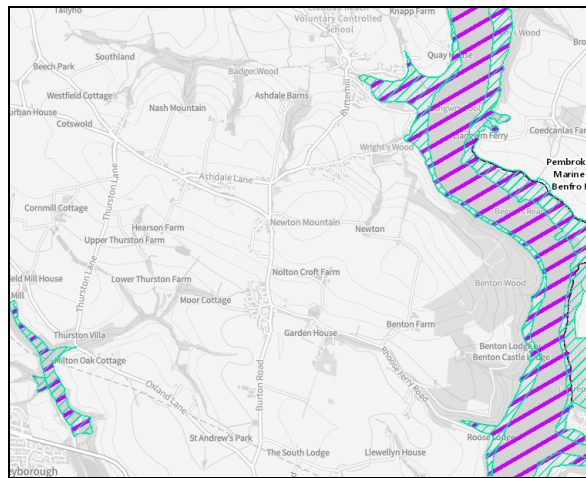 Tallyho
Knapp Farm
Voluntary Controlled
School
Southland
Quay House
Beech Park
Badger Wood
Westfield Cottage
Ashdale Barns
Nash Mountain
Butterhill
Cotswold
Llangwm Ferry
Coedcanlas Far
Wright's Wood
Pembrok
Marine
Benfro
Ashdale Lane
Thurston Lane
Cornmill Cottage
Newton Mountain
Hearson Farm
Newton
Upper Thurston Farm
Nolton Croft Farm
Lower Thurston Farm
Benton Wood
field Mill House
Mill
Thurston Lane
Moor Cottage
Benton Farm
Thurston Villa
Garden House
Benton Lodge
Milton Oak Cottage
Benton Castle Lodge
Rhoose Ferry Road
Oxland Lane
Burton Road
St Andrew's Park
Roose Lodge
The South Lodge
Llewellyn House
eyborough